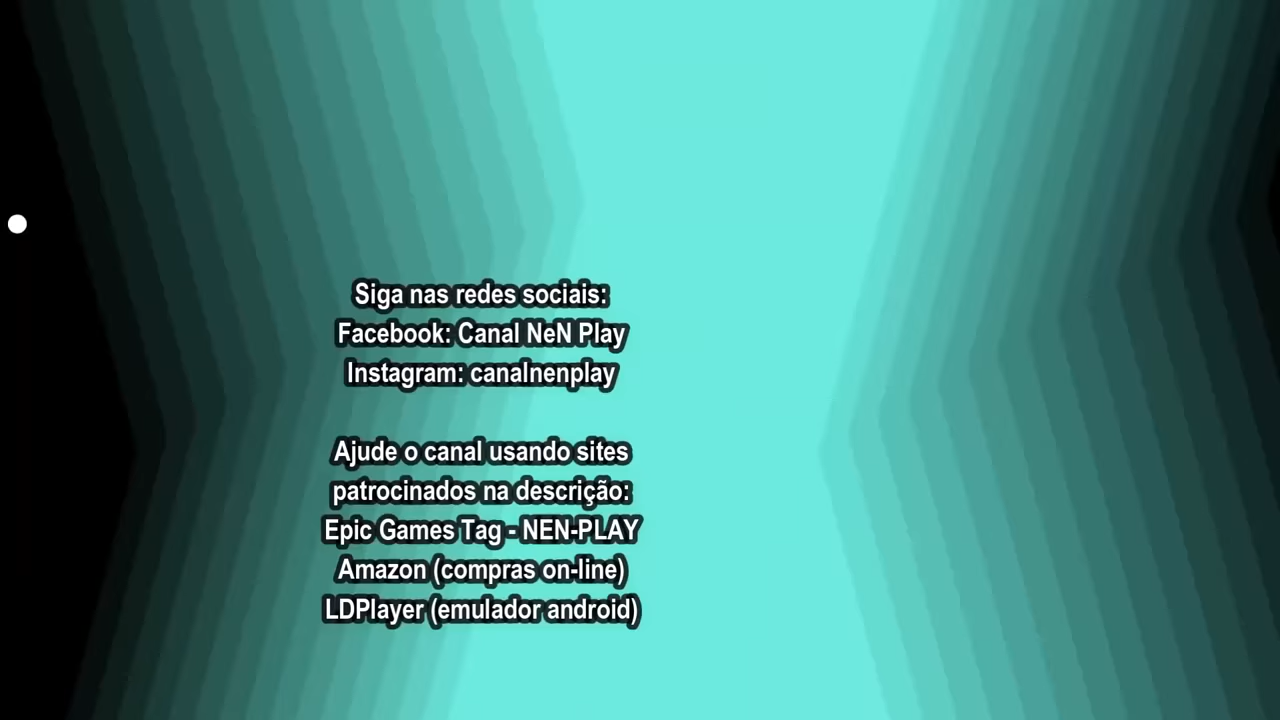 Siga nas redes sociais:
Facebook: Canal NeN Play
Instagram: canalnenplay
Ajude o canal usando sites
patrocinados na descrição:
Epic Games Tag - NEN-PLAY
Amazon (compras on-line)
LDPlayer (emulador android)